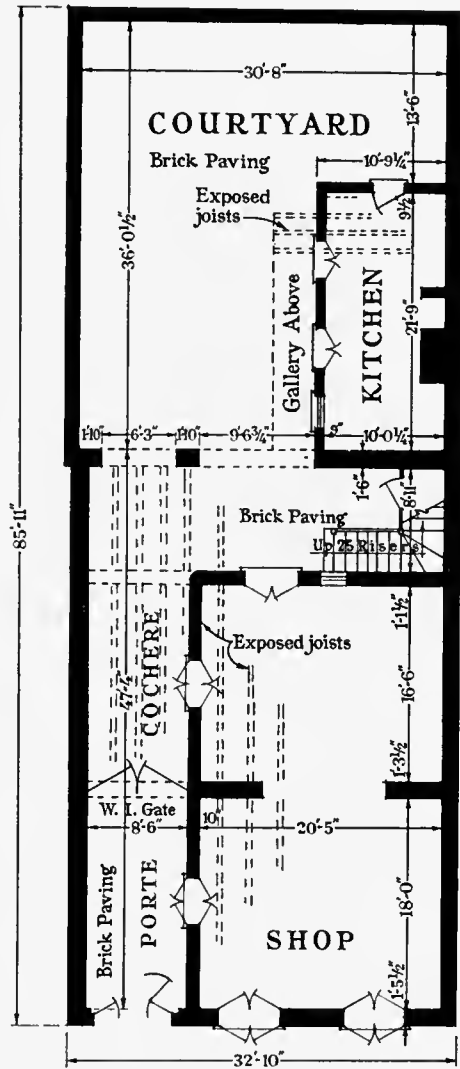 30'-8"
COURTYARD
Brick Paving
13'-6"
10'-9¼"
Exposed
joists
9½"
36'-0½"
Gallery Above
KITCHEN
21'-9"
1'-10"
6'-3"
1'-10"
9'-6¾"
9"
10'-0¼"
1'-6"
8'-11"
Brick Paving
Up 25 Risers
85'-11"
1'-1½"
Exposed joists
COCHERE
47'-4"
16'-6"
1'-3½"
W. I. Gate
8'-6"
10"
20'-5"
PORTE
Brick Paving
18'-0"
SHOP
1'-5½"
32'-10"